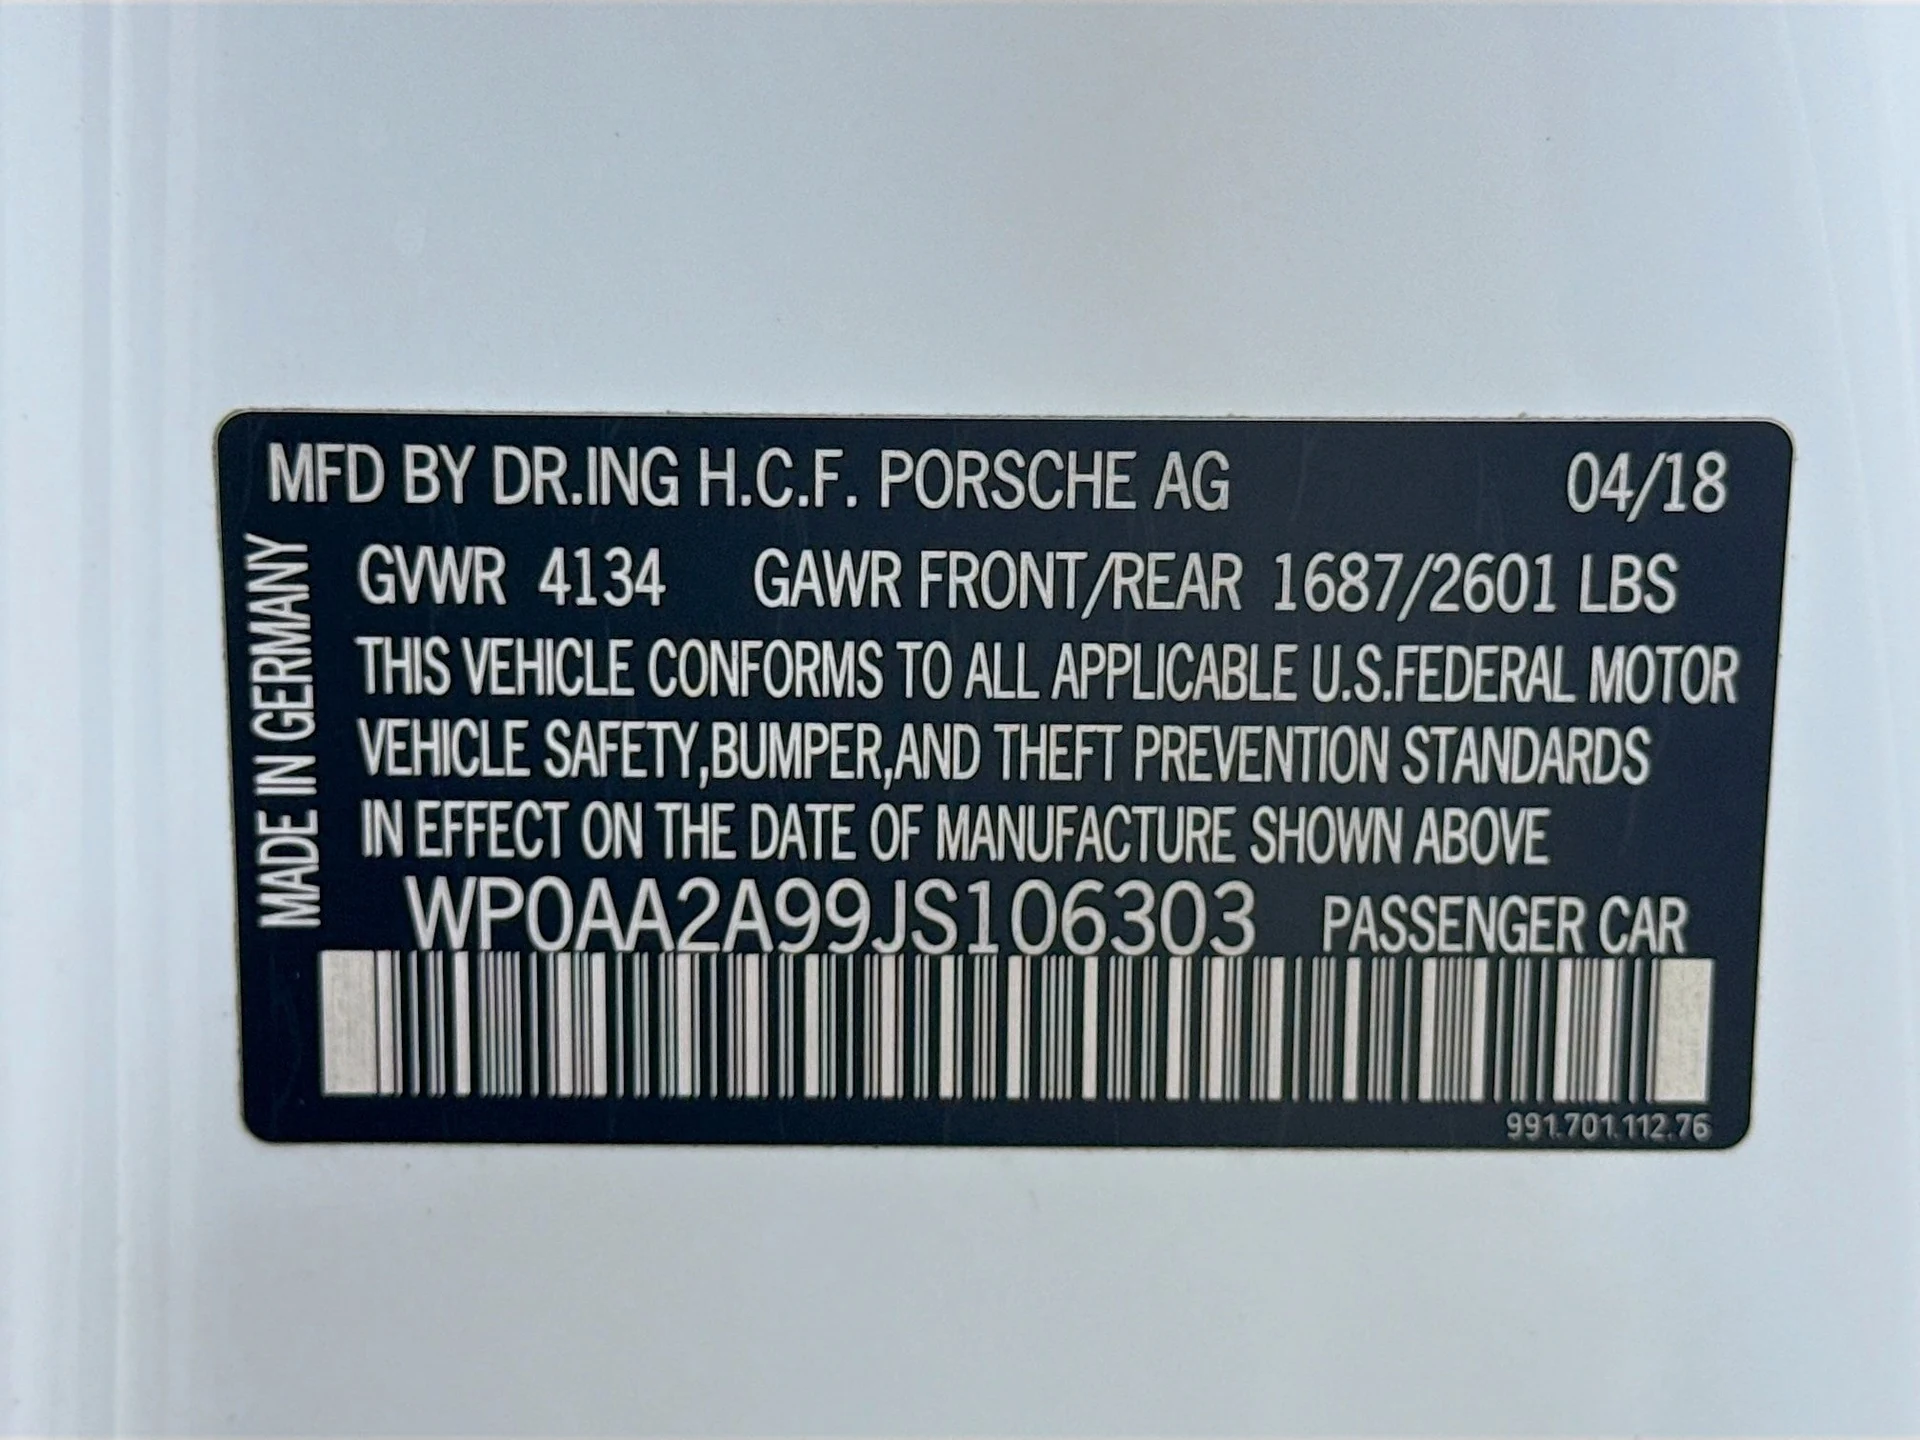 MFD BY DR.ING H.C.F. PORSCHE AG 04/18
MADE IN GERMANY
GVWR 4134 GAWR FRONT/REAR 1687/2601 LBS
THIS VEHICLE CONFORMS TO ALL APPLICABLE U.S.FEDERAL MOTOR
VEHICLE SAFETY,BUMPER,AND THEFT PREVENTION STANDARDS
IN EFFECT ON THE DATE OF MANUFACTURE SHOWN ABOVE
WP0AA2A99JS106303 PASSENGER CAR
991.701.112.76